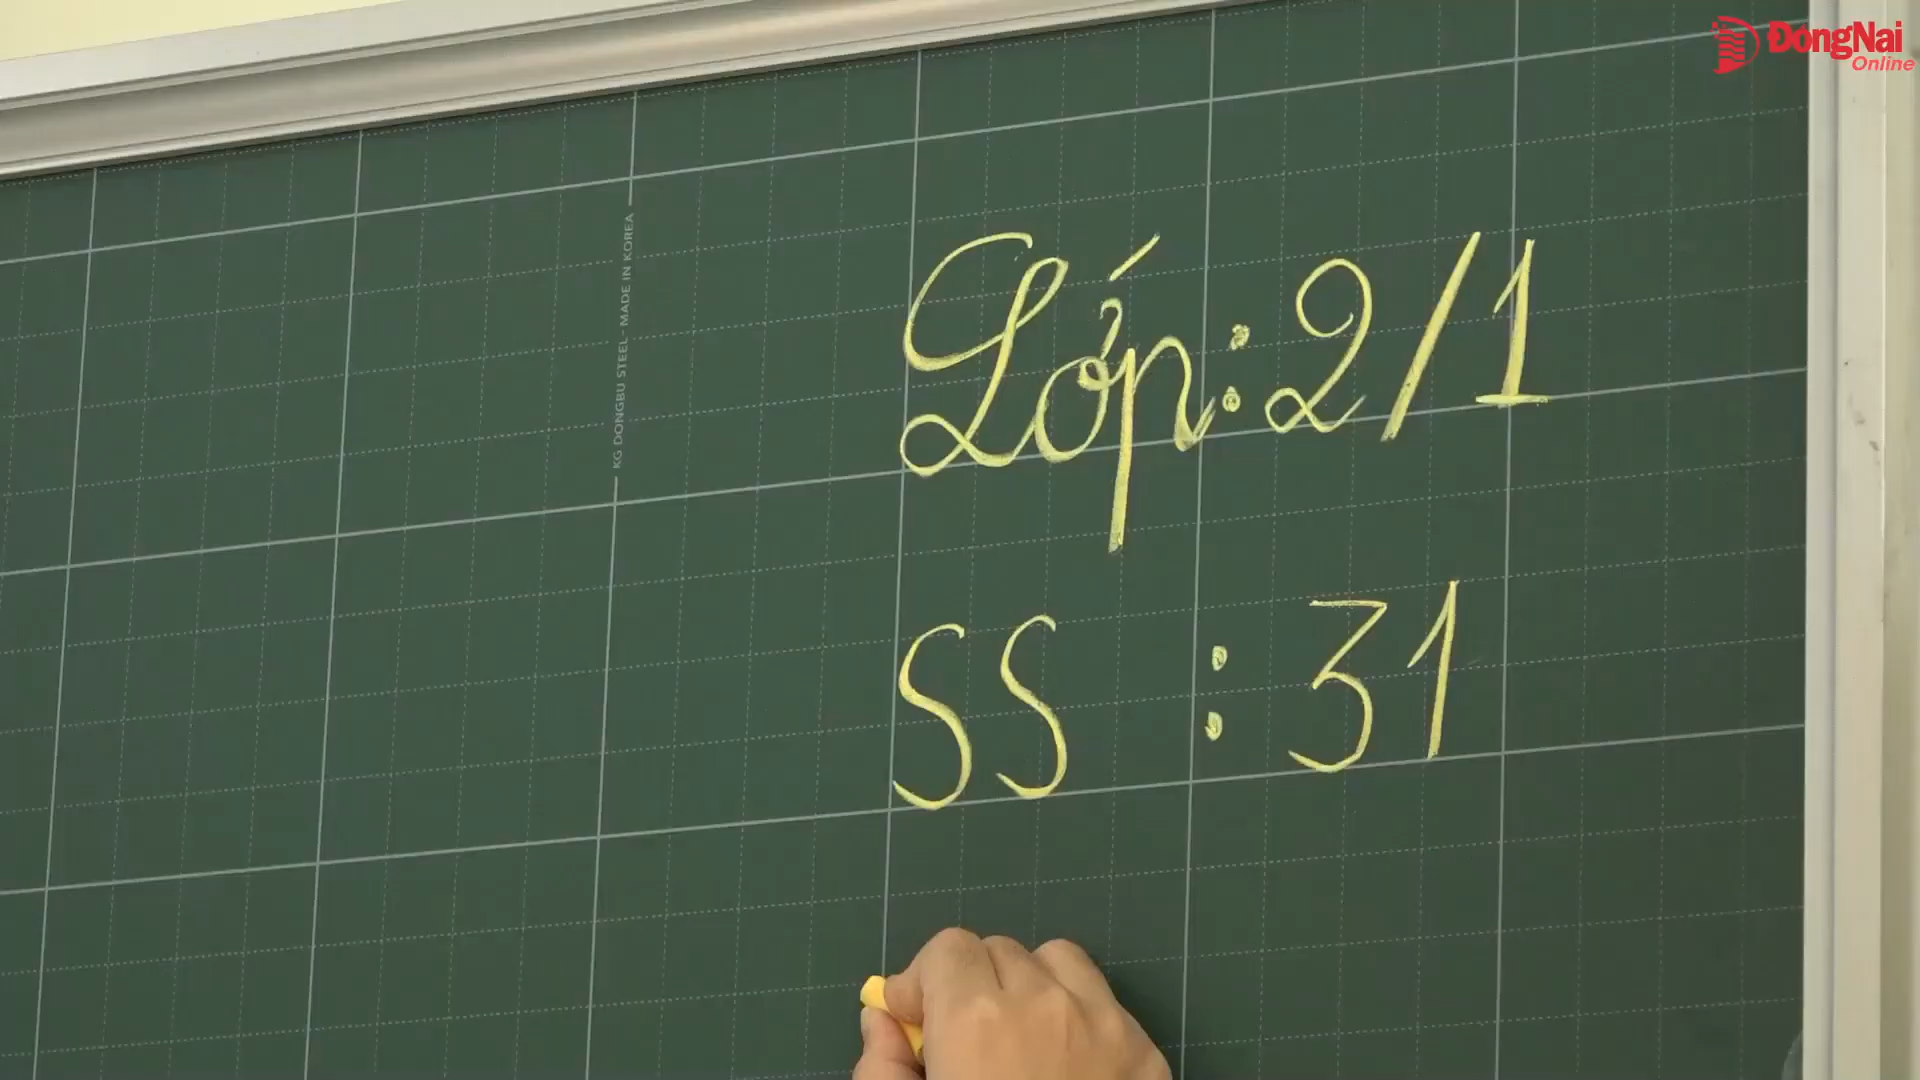 ĐồngNai
Online
KG DONGBU STEEL - MADE IN KOREA
Lớp: 2/1
SS : 31